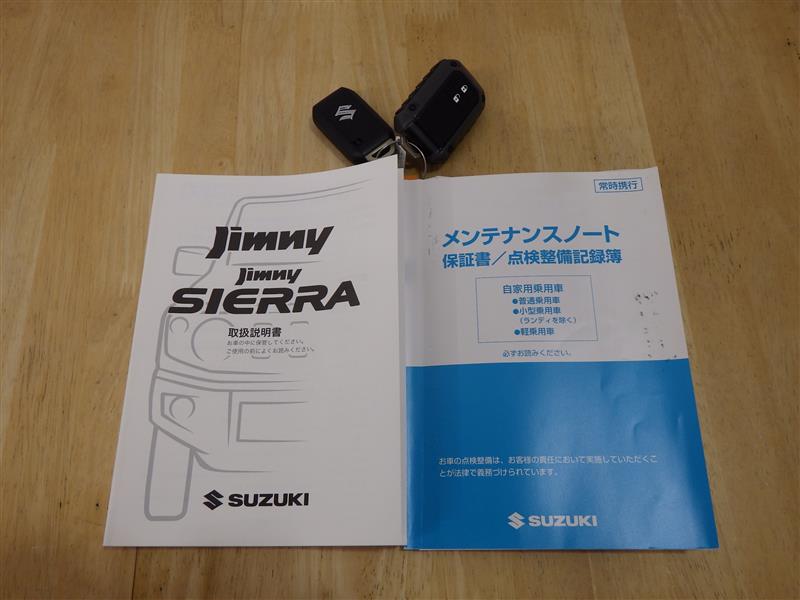 Jimny
Jimny
SIERRA
取扱説明書
お車の中に保管してください。
ご使用の前によくお読みください。
SUZUKI
常時携行
メンテナンスノート
保証書／点検整備記録簿
自家用乗用車
●普通乗用車
●小型乗用車
（ランディを除く）
●軽乗用車
必ずお読みください。
お車の点検整備は、お客様の責任において実施していただくこ
とが法律で義務づけられています。
SUZUKI